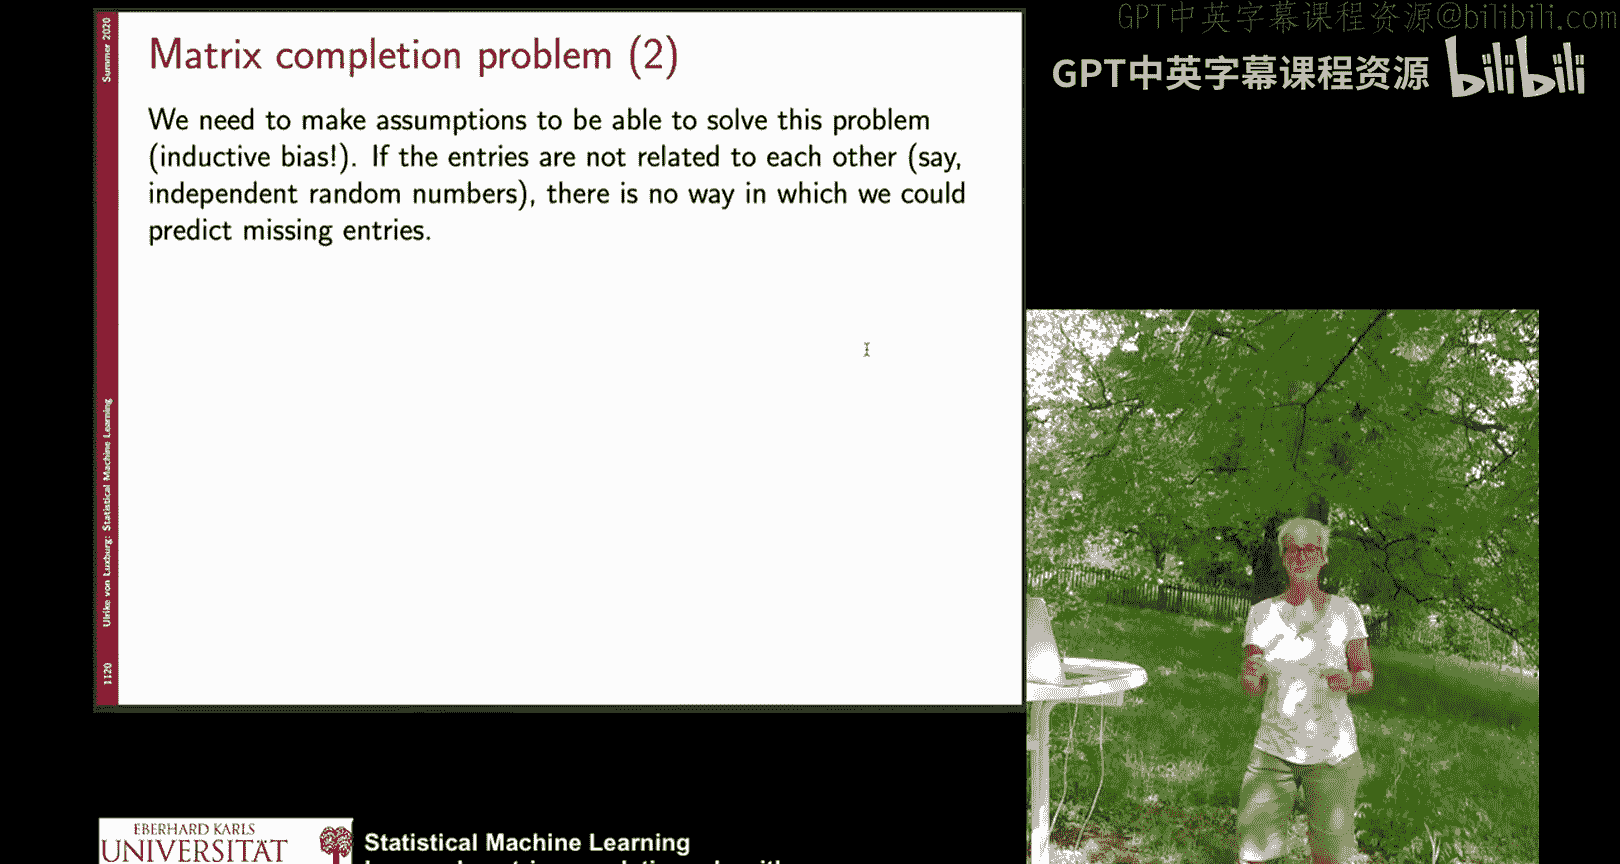 GPT中英字幕课程资源@bilibili.com
GPT中英字幕课程资源 bilibili
Summer 2020
Matrix completion problem (2)
We need to make assumptions to be able to solve this problem
(inductive bias!). If the entries are not related to each other (say,
independent random numbers), there is no way in which we could
predict missing entries.
Ulrike von Luxburg: Statistical Machine Learning
1120
EBERHARD KARLS
UNIVERSITÄT
Statistical Machine Learning